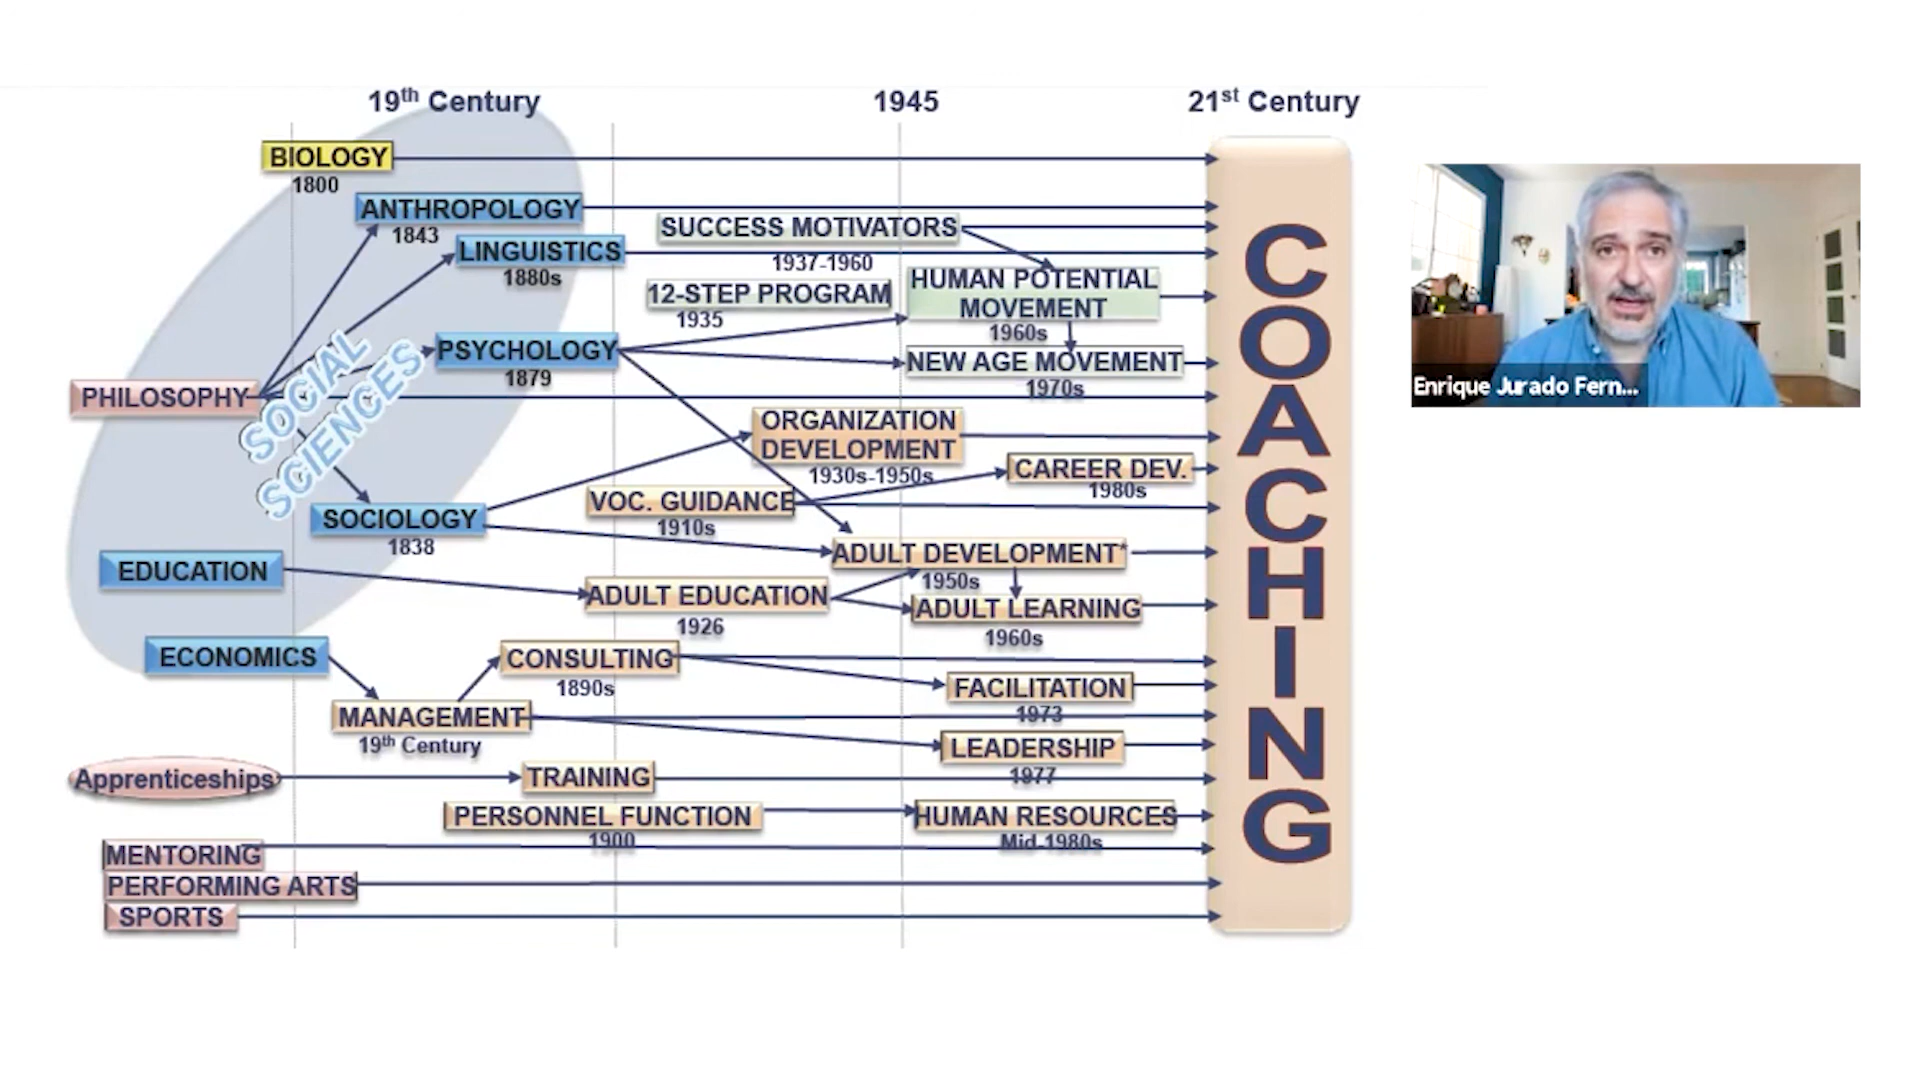 19th Century
1945
21st Century
BIOLOGY
1800
ANTHROPOLOGY
1843
LINGUISTICS
1880s
SUCCESS MOTIVATORS
1937-1960
12-STEP PROGRAM
1935
HUMAN POTENTIAL
MOVEMENT
1960s
PSYCHOLOGY
1879
NEW AGE MOVEMENT
1970s
PHILOSOPHY
SOCIAL
SCIENCES
ORGANIZATION
DEVELOPMENT
1930s-1950s
CAREER DEV.
1980s
VOC. GUIDANCE
1910s
SOCIOLOGY
1838
ADULT DEVELOPMENT*
1950s
EDUCATION
ADULT EDUCATION
1926
ADULT LEARNING
1960s
ECONOMICS
CONSULTING
1890s
FACILITATION
1973
MANAGEMENT
19th Century
LEADERSHIP
1977
Apprenticeships
TRAINING
PERSONNEL FUNCTION
1900
HUMAN RESOURCES
Mid-1980s
MENTORING
PERFORMING ARTS
SPORTS
COACHING
Enrique Jurado Fern...